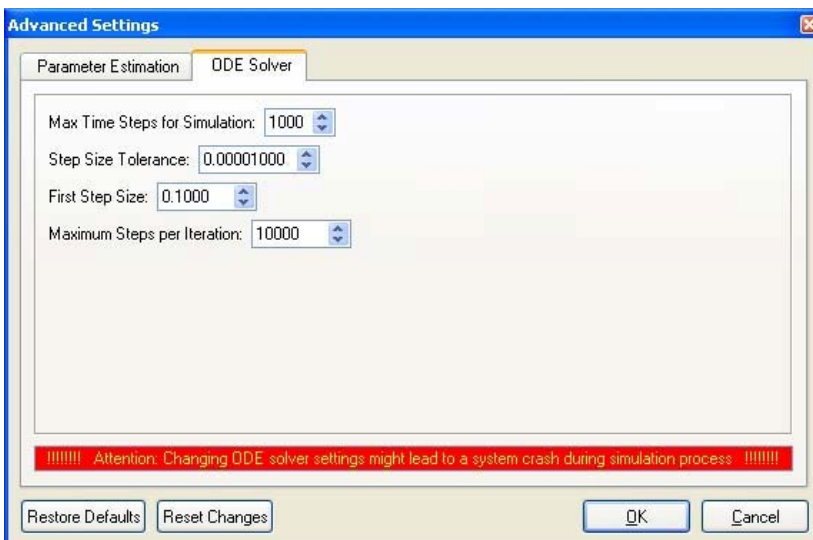 Advanced Settings
Parameter Estimation ODE Solver
Max Time Steps for Simulation: 1000
Step Size Tolerance: 0.00001000
First Step Size: 0.1000
Maximum Steps per Iteration: 10000
!!!!!!!! Attention: Changing ODE solver settings might lead to a system crash during simulation process !!!!!!!!
Restore Defaults Reset Changes OK Cancel